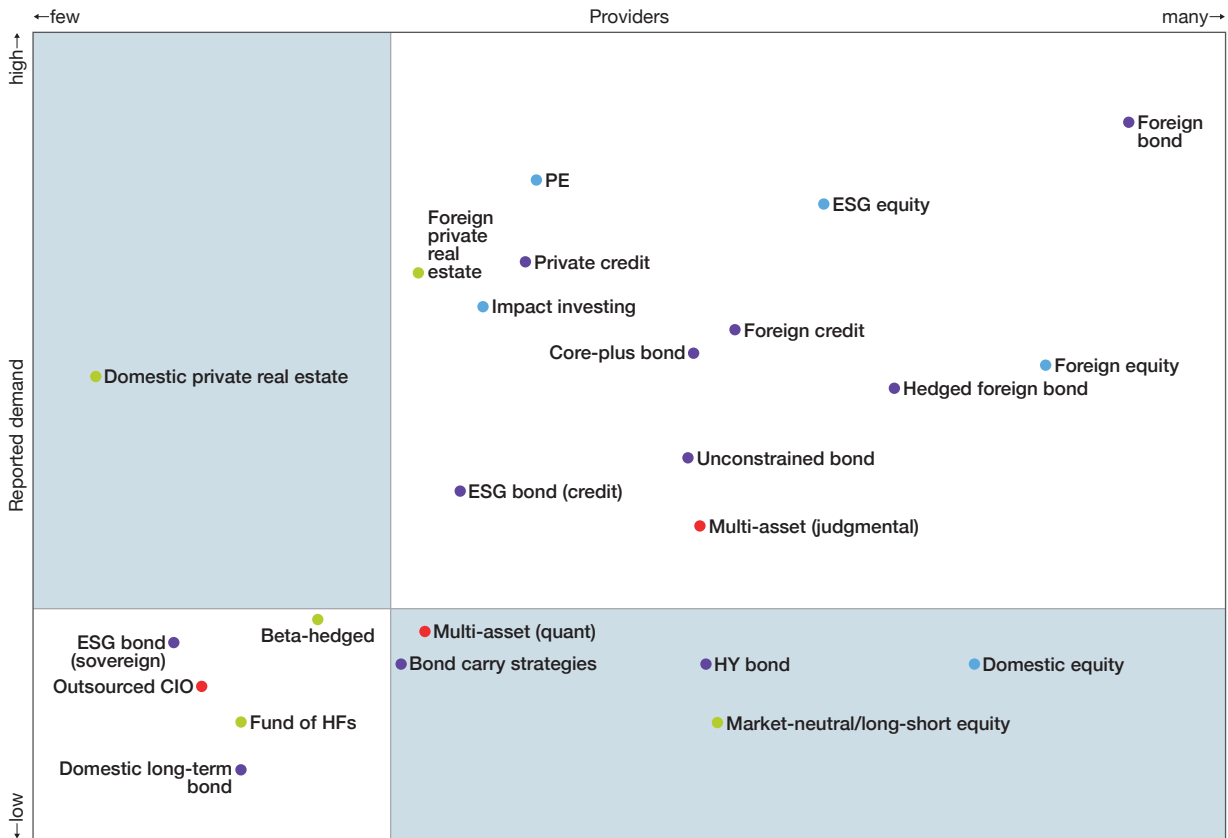 ←few
Providers
many→
high→
Reported demand
←low
Foreign
bond
PE
ESG equity
Foreign
private
real
estate
Private credit
Impact investing
Foreign credit
Core-plus bond
Foreign equity
Domestic private real estate
Hedged foreign bond
Unconstrained bond
ESG bond (credit)
Multi-asset (judgmental)
Beta-hedged
ESG bond
(sovereign)
Multi-asset (quant)
Bond carry strategies
HY bond
Domestic equity
Outsourced CIO
Fund of HFs
Market-neutral/long-short equity
Domestic long-term
bond